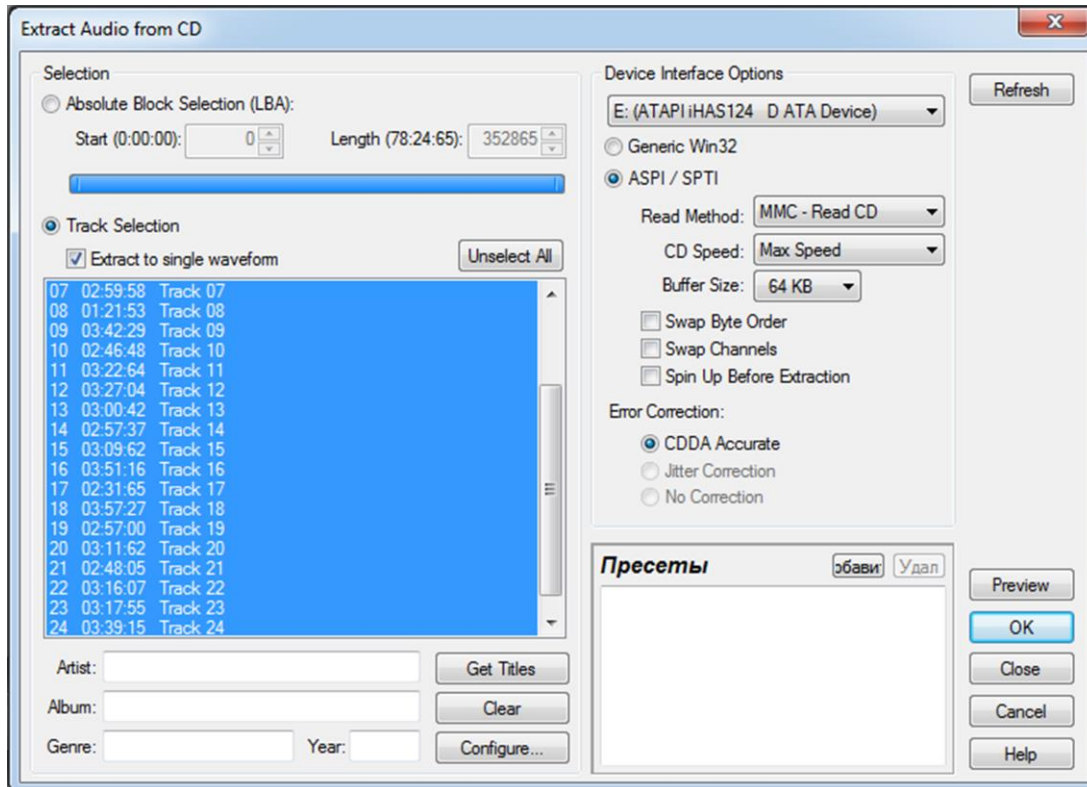 Extract Audio from CD
Selection
Absolute Block Selection (LBA):
Start (0:00:00): 0 Length (78:24:65): 352865
Track Selection
Extract to single waveform Unselect All
07 02:59:58 Track 07
08 01:21:53 Track 08
09 03:42:29 Track 09
10 02:46:48 Track 10
11 03:22:64 Track 11
12 03:27:04 Track 12
13 03:00:42 Track 13
14 02:57:37 Track 14
15 03:09:62 Track 15
16 03:51:16 Track 16
17 02:31:65 Track 17
18 03:57:27 Track 18
19 02:57:00 Track 19
20 03:11:62 Track 20
21 02:48:05 Track 21
22 03:16:07 Track 22
23 03:17:55 Track 23
24 03:39:15 Track 24
Artist: Get Titles
Album: Clear
Genre: Year: Configure...
Device Interface Options
E: (ATAPI iHAS124 D ATA Device)
Generic Win32
ASPI / SPTI
Read Method: MMC - Read CD
CD Speed: Max Speed
Buffer Size: 64 KB
Swap Byte Order
Swap Channels
Spin Up Before Extraction
Error Correction:
CDDA Accurate
Jitter Correction
No Correction
Пресеты обави Удал
Refresh
Preview
OK
Close
Cancel
Help